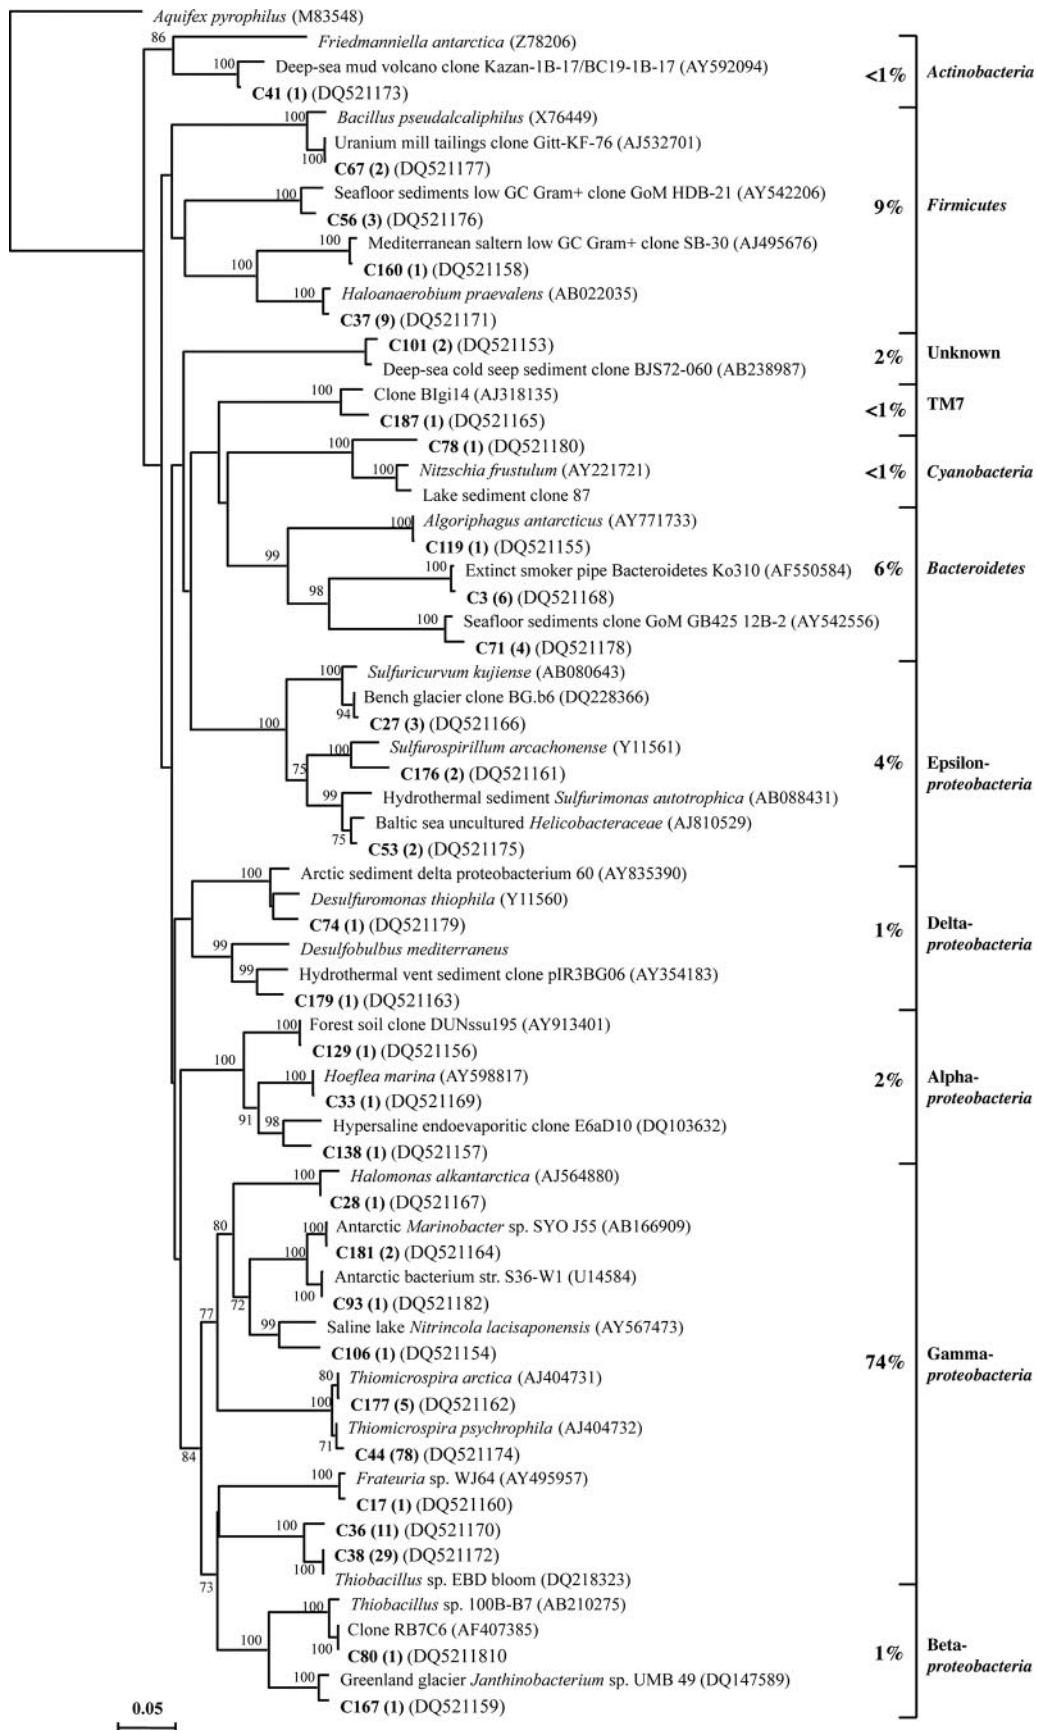 Aquifex pyrophilus (M83548)
86
Friedmanniella antarctica (Z78206)
100
Deep-sea mud volcano clone Kazan-1B-17/BC19-1B-17 (AY592094)
<1%
Actinobacteria
C41 (1) (DQ521173)
100
Bacillus pseudalcaliphilus (X76449)
Uranium mill tailings clone Gitt-KF-76 (AJ532701)
100
C67 (2) (DQ521177)
100
Seafloor sediments low GC Gram+ clone GoM HDB-21 (AY542206)
9%
Firmicutes
C56 (3) (DQ521176)
100
Mediterranean saltern low GC Gram+ clone SB-30 (AJ495676)
100
C160 (1) (DQ521158)
100
Haloanaerobium praevalens (AB022035)
C37 (9) (DQ521171)
C101 (2) (DQ521153)
2%
Unknown
Deep-sea cold seep sediment clone BJS72-060 (AB238987)
100
Clone BIgi14 (AJ318135)
<1%
TM7
C187 (1) (DQ521165)
100
C78 (1) (DQ521180)
100
Nitzschia frustulum (AY221721)
<1%
Cyanobacteria
Lake sediment clone 87
100
Algoriphagus antarcticus (AY771733)
99
C119 (1) (DQ521155)
100
Extinct smoker pipe Bacteroidetes Ko310 (AF550584)
6%
Bacteroidetes
98
C3 (6) (DQ521168)
100
Seafloor sediments clone GoM GB425 12B-2 (AY542556)
C71 (4) (DQ521178)
100
Sulfuricurvum kujiense (AB080643)
Bench glacier clone BG.b6 (DQ228366)
94
100
C27 (3) (DQ521166)
100
Sulfurospirillum arcachonense (Y11561)
4%
Epsilon-
proteobacteria
75
C176 (2) (DQ521161)
99
Hydrothermal sediment Sulfurimonas autotrophica (AB088431)
Baltic sea uncultured Helicobacteraceae (AJ810529)
75
C53 (2) (DQ521175)
100
Arctic sediment delta proteobacterium 60 (AY835390)
Desulfuromonas thiophila (Y11560)
C74 (1) (DQ521179)
1%
Delta-
proteobacteria
99
Desulfobulbus mediterraneus
99
Hydrothermal vent sediment clone pIR3BG06 (AY354183)
C179 (1) (DQ521163)
100
Forest soil clone DUNssu195 (AY913401)
100
C129 (1) (DQ521156)
100
Hoeflea marina (AY598817)
2%
Alpha-
proteobacteria
C33 (1) (DQ521169)
91
98
Hypersaline endoevaporitic clone E6aD10 (DQ103632)
C138 (1) (DQ521157)
100
Halomonas alkantarctica (AJ564880)
C28 (1) (DQ521167)
80
100
Antarctic Marinobacter sp. SYO J55 (AB166909)
100
C181 (2) (DQ521164)
Antarctic bacterium str. S36-W1 (U14584)
100
72
C93 (1) (DQ521182)
77
99
Saline lake Nitrincola lacisaponensis (AY567473)
C106 (1) (DQ521154)
74%
Gamma-
proteobacteria
80
Thiomicrospira arctica (AJ404731)
100
C177 (5) (DQ521162)
Thiomicrospira psychrophila (AJ404732)
71
84
C44 (78) (DQ521174)
100
Frateuria sp. WJ64 (AY495957)
C17 (1) (DQ521160)
100
C36 (11) (DQ521170)
C38 (29) (DQ521172)
100
73
Thiobacillus sp. EBD bloom (DQ218323)
100
Thiobacillus sp. 100B-B7 (AB210275)
Clone RB7C6 (AF407385)
100
100
C80 (1) (DQ5211810
1%
Beta-
proteobacteria
100
Greenland glacier Janthinobacterium sp. UMB 49 (DQ147589)
C167 (1) (DQ521159)
0.05